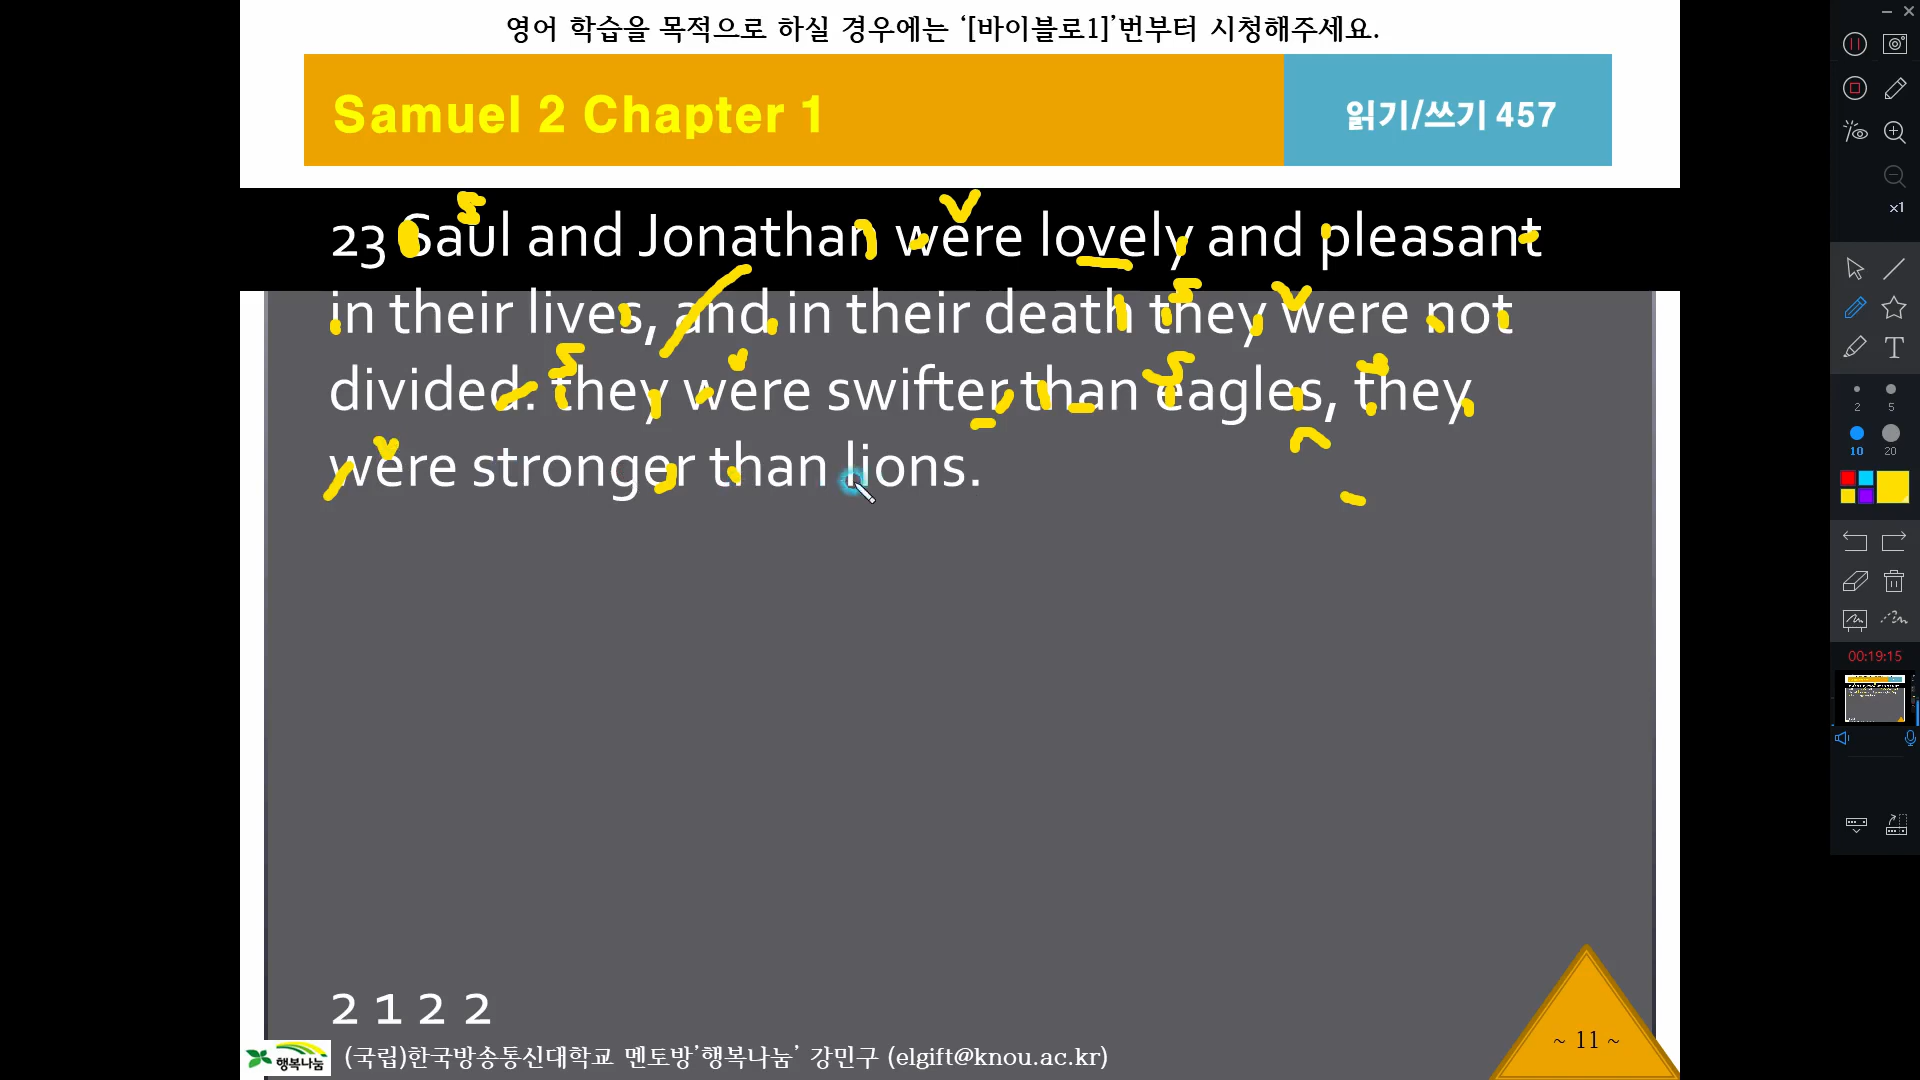 영어 학습을 목적으로 하실 경우에는 ‘[바이블로1]’번부터 시청해주세요.
Samuel 2 Chapter 1
읽기/쓰기 457
23 Saul and Jonathan were lovely and pleasant
in their lives, and in their death they were not
divided: they were swifter than eagles, they
were stronger than lions.
2 1 2 2
행복나눔
(국립)한국방송통신대학교 멘토방’행복나눔’ 강민구 (elgift@knou.ac.kr)
~ 11 ~
x1
2 5
10 20
00:19:15